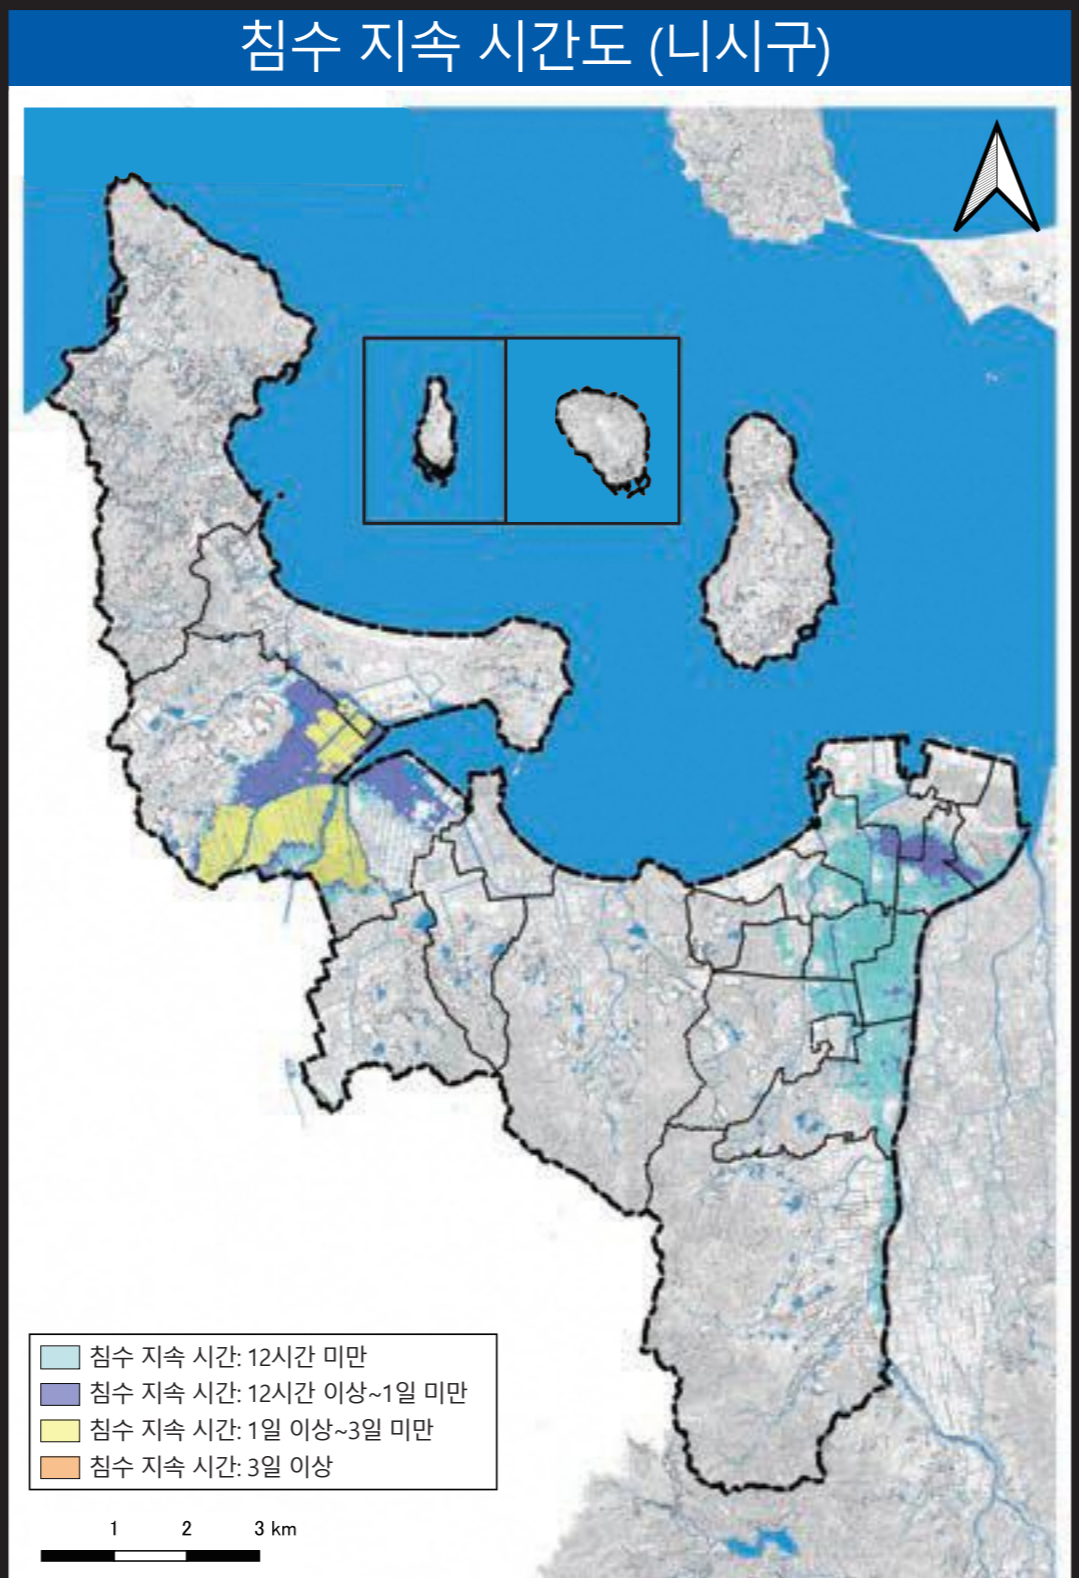 침수 지속 시간도 (니시구)
침수 지속 시간: 12시간 미만
침수 지속 시간: 12시간 이상~1일 미만
침수 지속 시간: 1일 이상~3일 미만
침수 지속 시간: 3일 이상
1 2 3 km